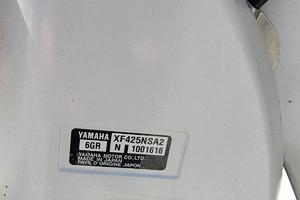 YAMAHA XF425NSA2
6GR N 1001616
YAMAHA MOTOR CO.,LTD.
MADE IN JAPAN
PAYS D'ORIGINE JAPON